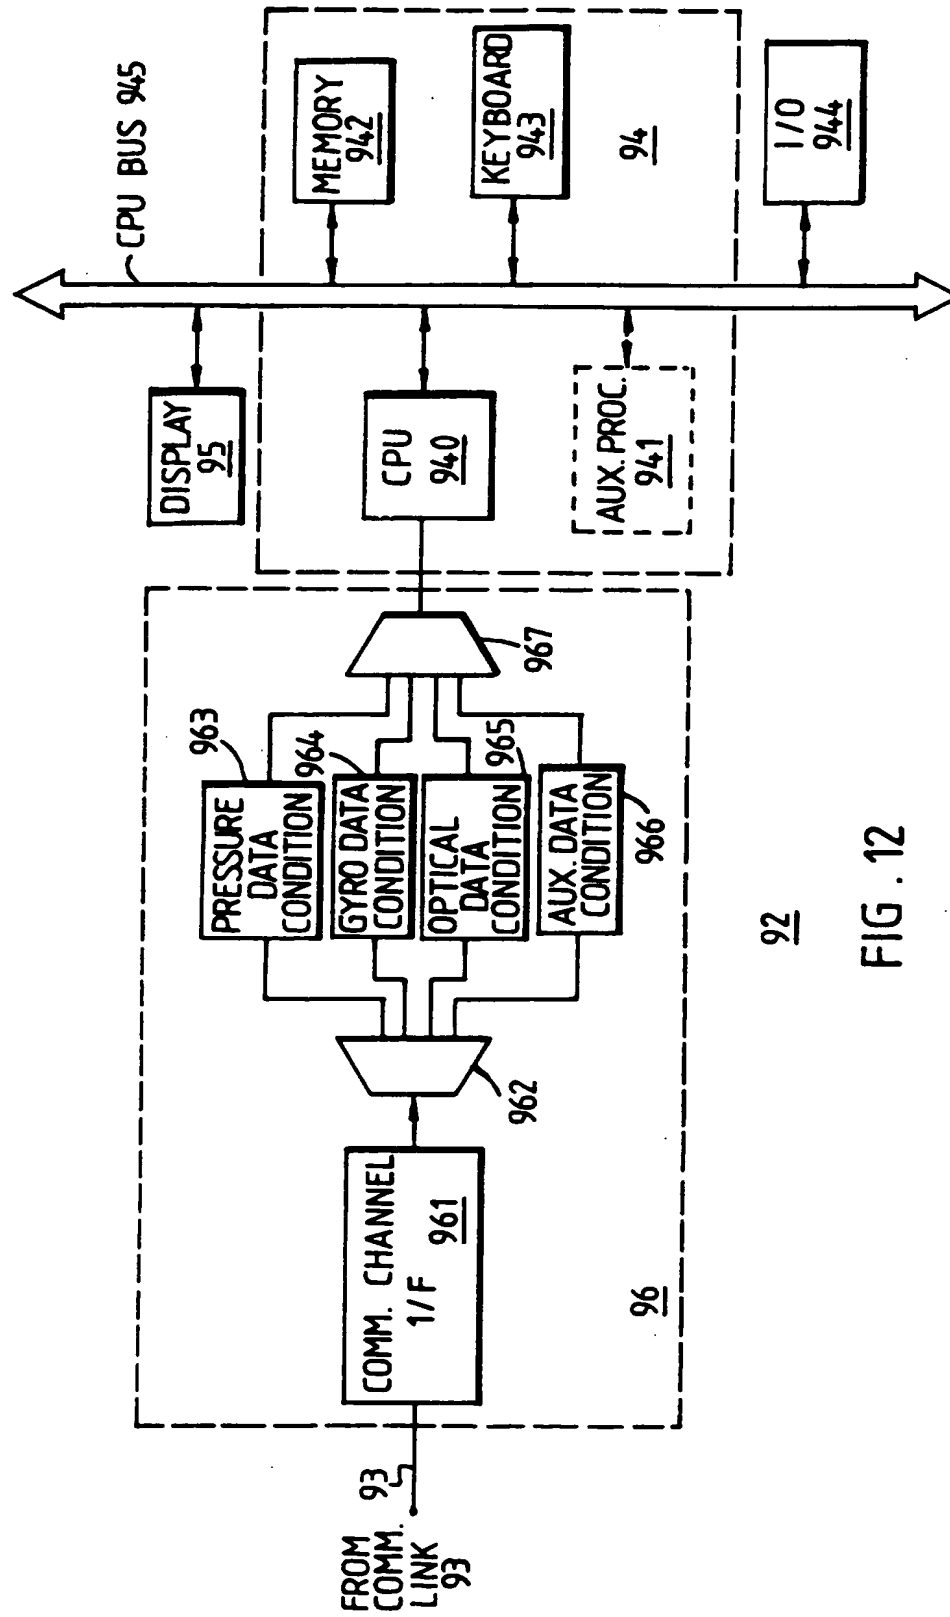 CPU BUS 945
DISPLAY
95
MEMORY
942
KEYBOARD
943
CPU
940
AUX. PROC.
941
94
I/O
944
963
PRESSURE
DATA
CONDITION
964
GYRO DATA
CONDITION
965
OPTICAL
DATA
CONDITION
AUX. DATA
CONDITION
966
967
962
COMM. CHANNEL
1/F
961
96
93
FROM
COMM.
LINK
93
92
FIG. 12